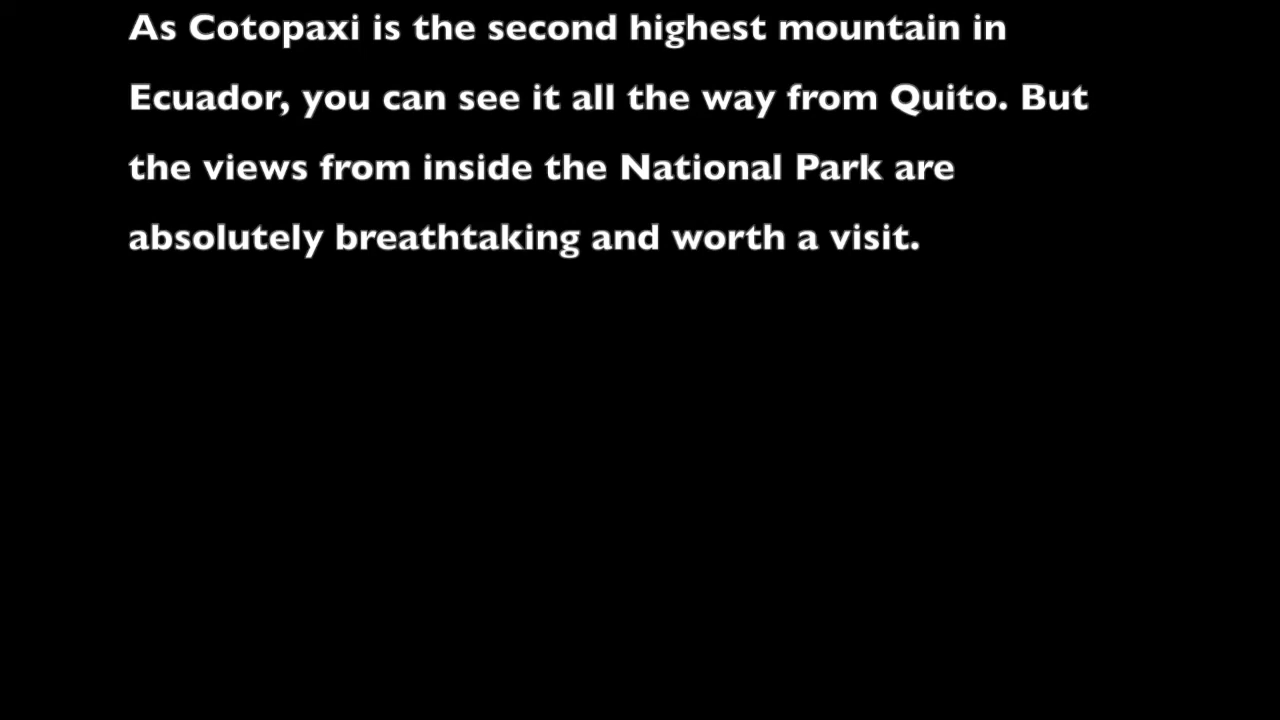 As Cotopaxi is the second highest mountain in
Ecuador, you can see it all the way from Quito. But
the views from inside the National Park are
absolutely breathtaking and worth a visit.